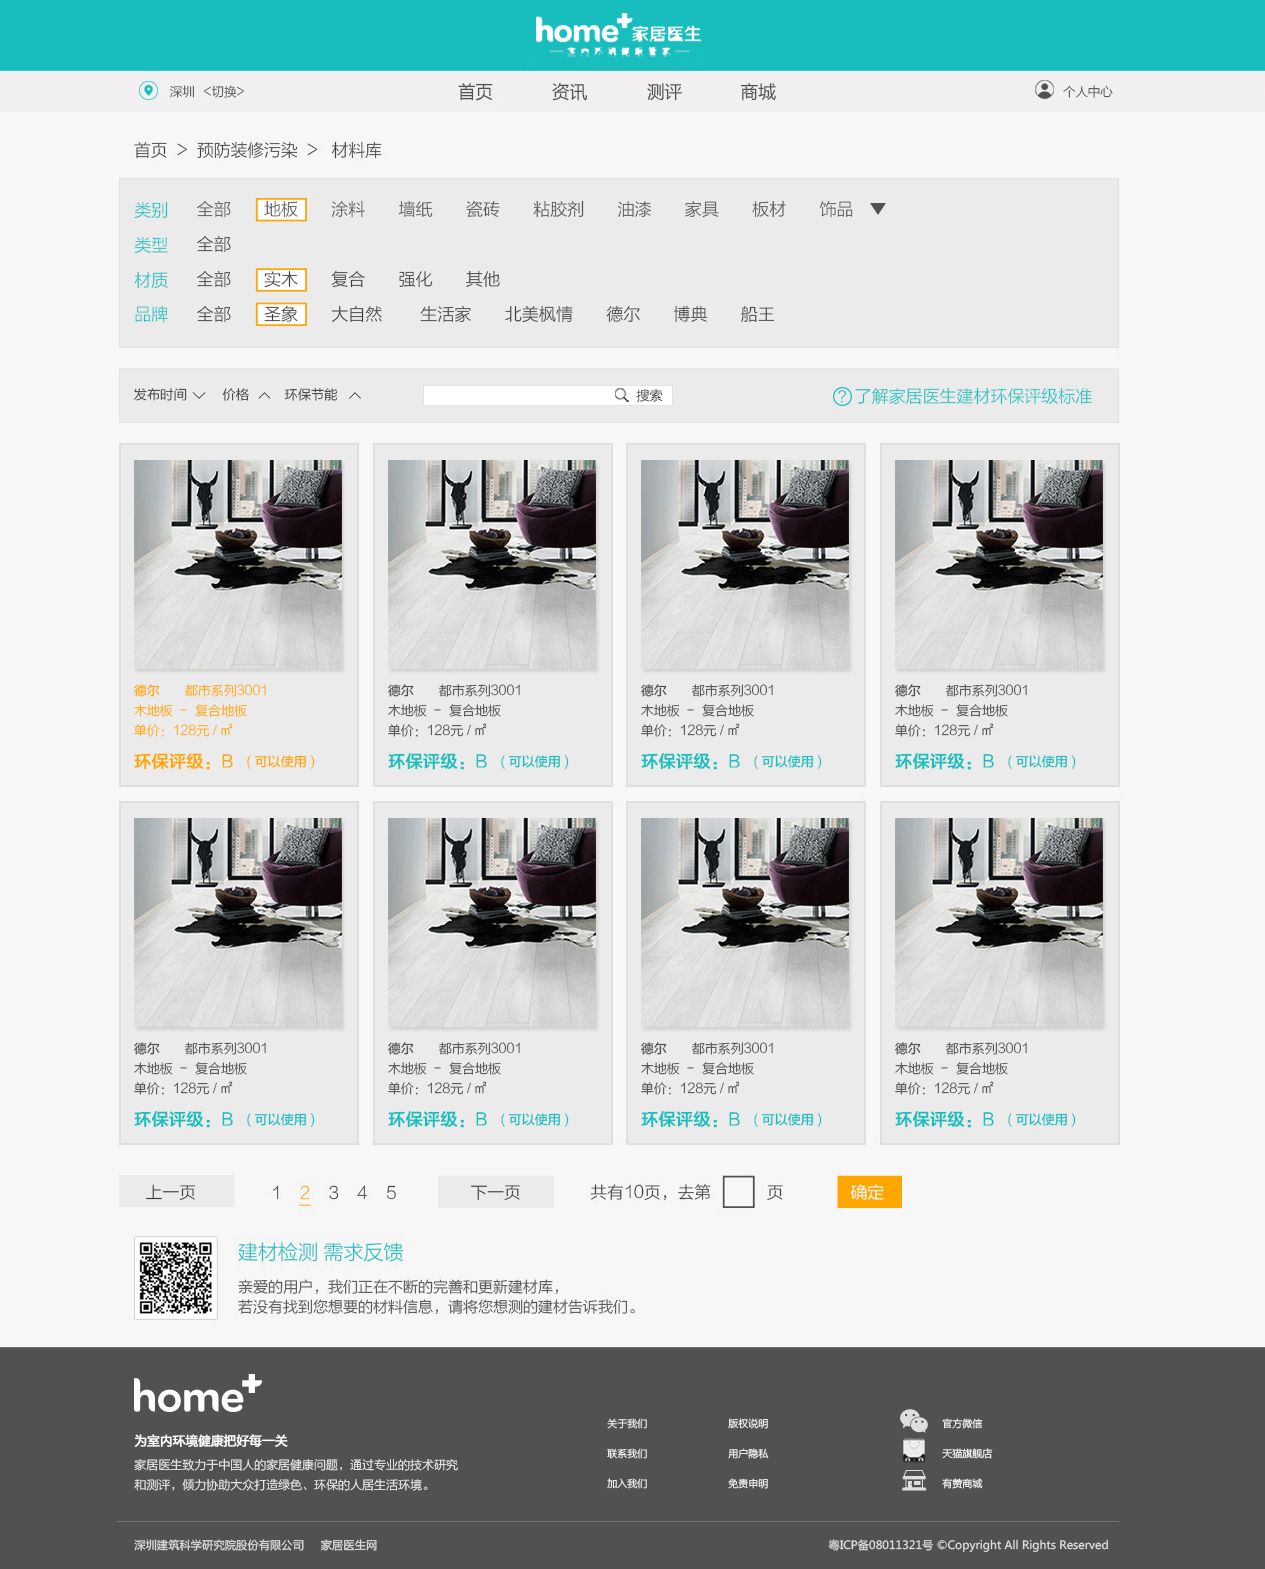 home+家居医生
深圳 <切换> 首页 资讯 测评 商城 个人中心
首页 > 预防装修污染 > 材料库
类别 全部 地板 涂料 墙纸 瓷砖 粘胶剂 油漆 家具 板材 饰品
类型 全部
材质 全部 实木 复合 强化 其他
品牌 全部 圣象 大自然 生活家 北美枫情 德尔 博典 船王
发布时间 价格 环保节能 搜索 ?了解家居医生建材环保评级标准
德尔 都市系列3001
木地板 - 复合地板
单价：128元 / ㎡
环保评级：B （可以使用）
德尔 都市系列3001
木地板 - 复合地板
单价：128元 / ㎡
环保评级：B （可以使用）
德尔 都市系列3001
木地板 - 复合地板
单价：128元 / ㎡
环保评级：B （可以使用）
德尔 都市系列3001
木地板 - 复合地板
单价：128元 / ㎡
环保评级：B （可以使用）
德尔 都市系列3001
木地板 - 复合地板
单价：128元 / ㎡
环保评级：B （可以使用）
德尔 都市系列3001
木地板 - 复合地板
单价：128元 / ㎡
环保评级：B （可以使用）
德尔 都市系列3001
木地板 - 复合地板
单价：128元 / ㎡
环保评级：B （可以使用）
德尔 都市系列3001
木地板 - 复合地板
单价：128元 / ㎡
环保评级：B （可以使用）
上一页 1 2 3 4 5 下一页 共有10页，去第 页 确定
建材检测 需求反馈
亲爱的用户，我们正在不断的完善和更新建材库，
若没有找到您想要的材料信息，请将您想测的建材告诉我们。
home+
为室内环境健康把好每一关
家居医生致力于中国人的家居健康问题，通过专业的技术研究
和测评，倾力协助大众打造绿色、环保的人居生活环境。
关于我们 版权说明 官方微信
联系我们 用户隐私 天猫旗舰店
加入我们 免责申明 有赞商城
深圳建筑科学研究院股份有限公司 家居医生网 粤ICP备08011321号 ©Copyright All Rights Reserved